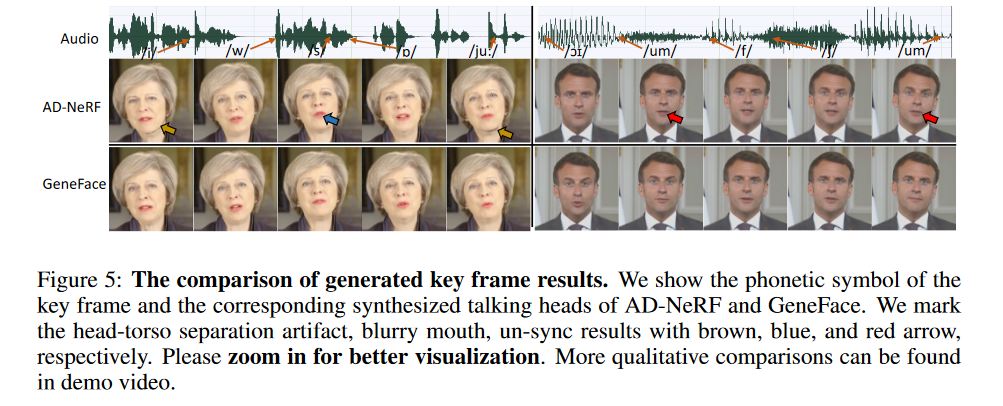 Audio
/i/ /w/ /s/ /ɒ/ /ju:/ /ɔɪ/ /um/ /f/ /ʃ/ /um/
AD-NeRF
GeneFace
Figure 5: The comparison of generated key frame results. We show the phonetic symbol of the
key frame and the corresponding synthesized talking heads of AD-NeRF and GeneFace. We mark
the head-torso separation artifact, blurry mouth, un-sync results with brown, blue, and red arrow,
respectively. Please zoom in for better visualization. More qualitative comparisons can be found
in demo video.